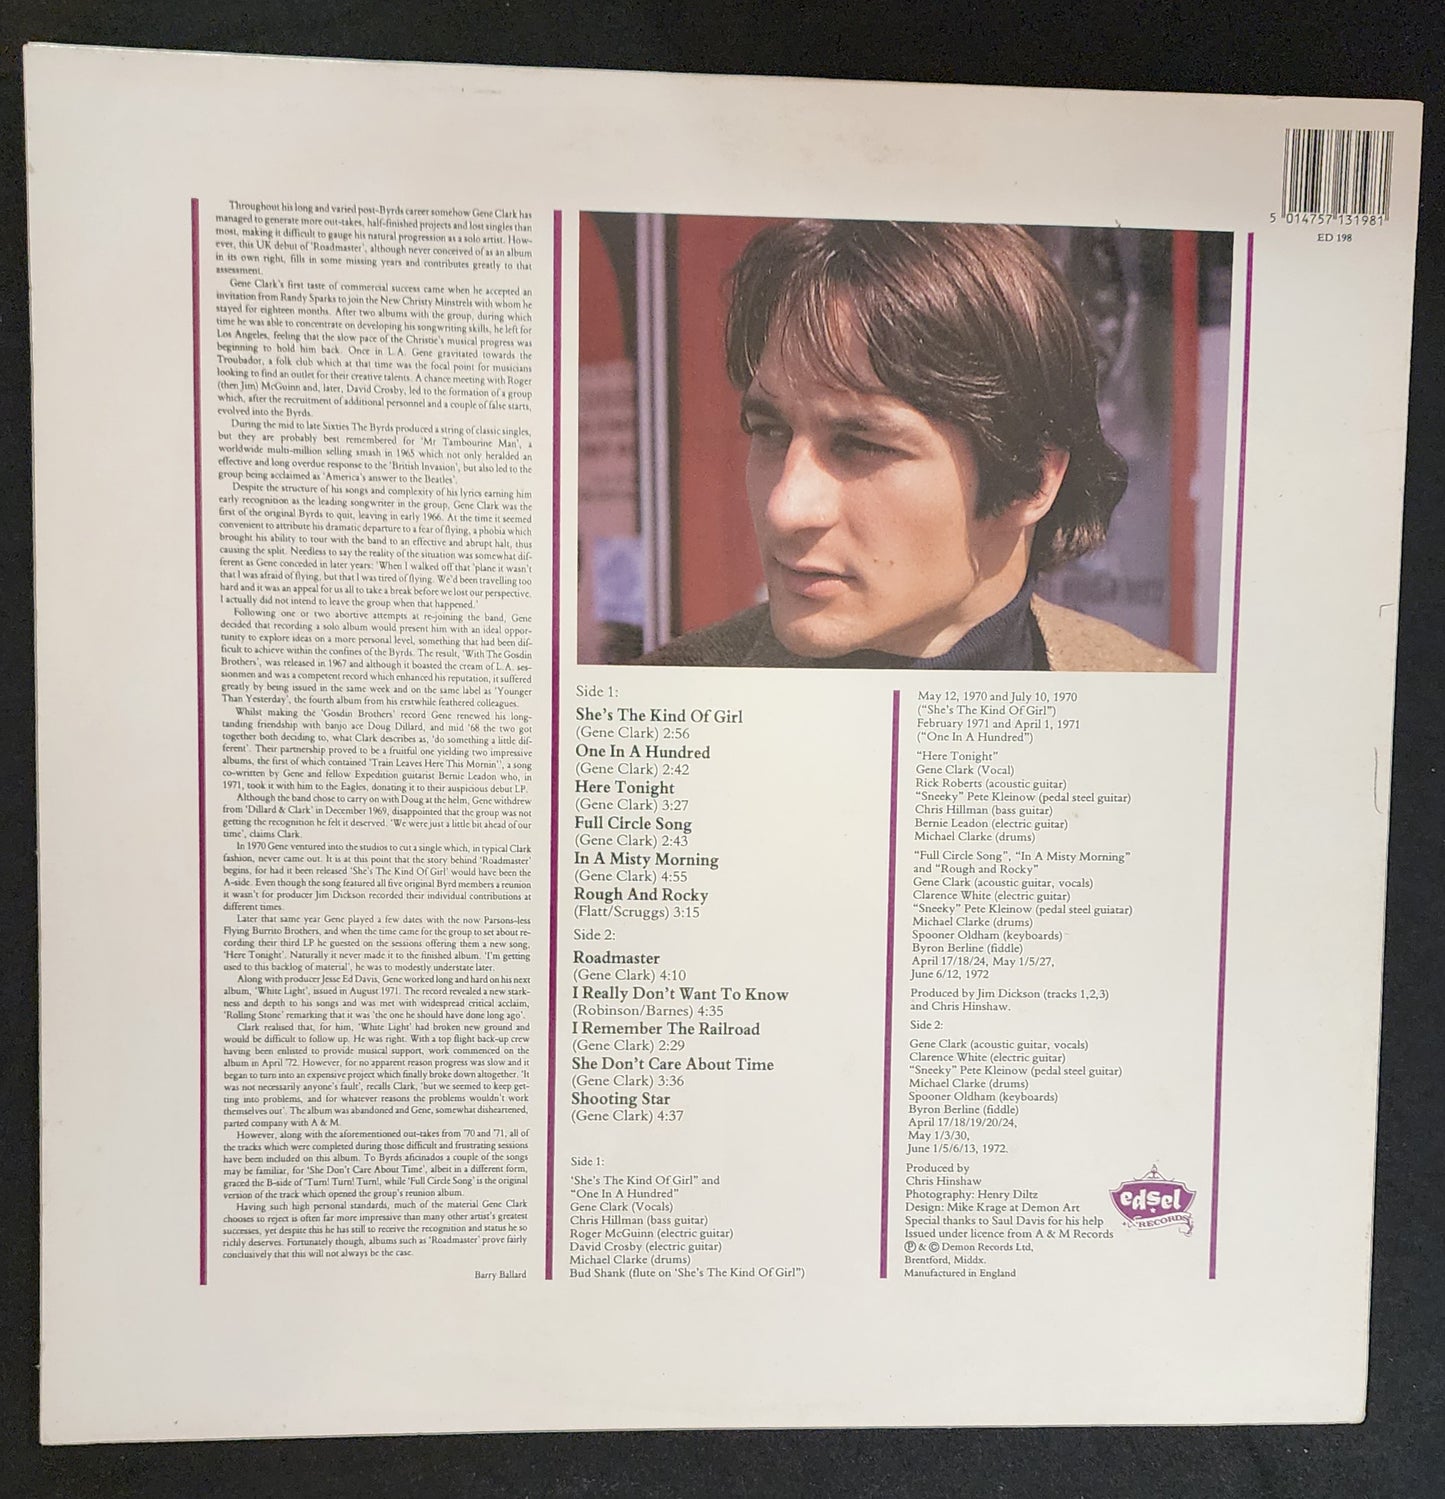 Throughout his long and varied post-Byrds career somehow Gene Clark has
managed to generate more out-takes, half-finished projects and lost singles than
most, making it difficult to gauge his natural progression as a solo artist. How-
ever, this UK debut of 'Roadmaster', although never conceived of as an album
in its own right, fills in some missing years and contributes greatly to that
assessment.
Gene Clark's first taste of commercial success came when he accepted an
invitation from Randy Sparks to join the New Christy Minstrels with whom he
stayed for eighteen months. After two albums with the group, during which
time he was able to concentrate on developing his songwriting skills, he left for
Los Angeles, feeling that the slow pace of the Christie's musical progress was
beginning to hold him back. Once in L.A. Gene gravitated towards the
Troubador, a folk club which at that time was the focal point for musicians
looking to find an outlet for their creative talents. A chance meeting with Roger
(then Jim) McGuinn and, later, David Crosby, led to the formation of a group
which, after the recruitment of additional personnel and a couple of false starts,
evolved into the Byrds.
During the mid to late Sixties The Byrds produced a string of classic singles,
but they are probably best remembered for 'Mr Tambourine Man', a
worldwide multi-million selling smash in 1965 which not only heralded an
effective and long overdue response to the 'British Invasion', but also led to the
group being acclaimed as 'America's answer to the Beatles'.
Despite the structure of his songs and complexity of his lyrics earning him
early recognition as the leading songwriter in the group, Gene Clark was the
first of the original Byrds to quit, leaving in early 1966. At the time it seemed
convenient to attribute his dramatic departure to a fear of flying, a phobia which
brought his ability to tour with the band to an effective and abrupt halt, thus
causing the split. Needless to say the reality of the situation was somewhat dif-
ferent as Gene conceded in later years: 'When I walked off that 'plane it wasn't
that I was afraid of flying, but that I was tired of flying. We'd been travelling too
hard and it was an appeal for us all to take a break before we lost our perspective.
I actually did not intend to leave the group when that happened.'
Following one or two abortive attempts at re-joining the band, Gene
decided that recording a solo album would present him with an ideal oppor-
tunity to explore ideas on a more personal level, something that had been dif-
ficult to achieve within the confines of the Byrds. The result, 'With The Gosdin
Brothers', was released in 1967 and although it boasted the cream of L.A. ses-
sionmen and was a competent record which enhanced his reputation, it suffered
greatly by being issued in the same week and on the same label as 'Younger
Than Yesterday', the fourth album from his erstwhile feathered colleagues.
Whilst making the 'Gosdin Brothers' record Gene renewed his long-
tanding friendship with banjo ace Doug Dillard, and mid '68 the two got
together both deciding to, what Clark describes as, 'do something a little dif-
ferent'. Their partnership proved to be a fruitful one yielding two impressive
albums, the first of which contained 'Train Leaves Here This Mornin'', a song
co-written by Gene and fellow Expedition guitarist Bernie Leadon who, in
1971, took it with him to the Eagles, donating it to their auspicious debut LP.
Although the band chose to carry on with Doug at the helm, Gene withdrew
from 'Dillard & Clark' in December 1969, disappointed that the group was not
getting the recognition he felt it deserved. 'We were just a little bit ahead of our
time', claims Clark.
In 1970 Gene ventured into the studios to cut a single which, in typical Clark
fashion, never came out. It is at this point that the story behind 'Roadmaster'
begins, for had it been released 'She's The Kind Of Girl' would have been the
A-side. Even though the song featured all five original Byrd members a reunion
it wasn't for producer Jim Dickson recorded their individual contributions at
different times.
Later that same year Gene played a few dates with the now Parsons-less
Flying Burrito Brothers, and when the time came for the group to set about re-
cording their third LP he guested on the sessions offering them a new song,
'Here Tonight'. Naturally it never made it to the finished album. 'I'm getting
used to this backlog of material', he was to modestly understate later.
Along with producer Jesse Ed Davis, Gene worked long and hard on his next
album, 'White Light', issued in August 1971. The record revealed a new stark-
ness and depth to his songs and was met with widespread critical acclaim,
'Rolling Stone' remarking that it was 'the one he should have done long ago'.
Clark realised that, for him, 'White Light' had broken new ground and
would be difficult to follow up. He was right. With a top flight back-up crew
having been enlisted to provide musical support, work commenced on the
album in April '72. However, for no apparent reason progress was slow and it
began to turn into an expensive project which finally broke down altogether. 'It
was not necessarily anyone's fault', recalls Clark, 'but we seemed to keep get-
ting into problems, and for whatever reasons the problems wouldn't work
themselves out'. The album was abandoned and Gene, somewhat disheartened,
parted company with A & M.
However, along with the aforementioned out-takes from '70 and '71, all of
the tracks which were completed during those difficult and frustrating sessions
have been included on this album. To Byrds aficinados a couple of the songs
may be familiar, for 'She Don't Care About Time', albeit in a different form,
graced the B-side of 'Turn! Turn! Turn!, while 'Full Circle Song' is the original
version of the track which opened the group's reunion album.
Having such high personal standards, much of the material Gene Clark
chooses to reject is often far more impressive than many other artist's greatest
successes, yet despite this he has still to receive the recognition and status he so
richly deserves. Fortunately though, albums such as 'Roadmaster' prove fairly
conclusively that this will not always be the case.
Barry Ballard
5 014757 131981
ED 198
Side 1:
She's The Kind Of Girl
(Gene Clark) 2:56
One In A Hundred
(Gene Clark) 2:42
Here Tonight
(Gene Clark) 3:27
Full Circle Song
(Gene Clark) 2:43
In A Misty Morning
(Gene Clark) 4:55
Rough And Rocky
(Flatt/Scruggs) 3:15
Side 2:
Roadmaster
(Gene Clark) 4:10
I Really Don't Want To Know
(Robinson/Barnes) 4:35
I Remember The Railroad
(Gene Clark) 2:29
She Don't Care About Time
(Gene Clark) 3:36
Shooting Star
(Gene Clark) 4:37
Side 1:
'She's The Kind Of Girl" and
"One In A Hundred"
Gene Clark (Vocals)
Chris Hillman (bass guitar)
Roger McGuinn (electric guitar)
David Crosby (electric guitar)
Michael Clarke (drums)
Bud Shank (flute on 'She's The Kind Of Girl")
May 12, 1970 and July 10, 1970
("She's The Kind Of Girl")
February 1971 and April 1, 1971
("One In A Hundred")
"Here Tonight"
Gene Clark (Vocal)
Rick Roberts (acoustic guitar)
"Sneeky" Pete Kleinow (pedal steel guitar)
Chris Hillman (bass guitar)
Bernie Leadon (electric guitar)
Michael Clarke (drums)
"Full Circle Song", "In A Misty Morning"
and "Rough and Rocky"
Gene Clark (acoustic guitar, vocals)
Clarence White (electric guitar)
"Sneeky" Pete Kleinow (pedal steel guiatar)
Michael Clarke (drums)
Spooner Oldham (keyboards)
Byron Berline (fiddle)
April 17/18/24, May 1/5/27,
June 6/12, 1972
Produced by Jim Dickson (tracks 1,2,3)
and Chris Hinshaw.
Side 2:
Gene Clark (acoustic guitar, vocals)
Clarence White (electric guitar)
"Sneeky" Pete Kleinow (pedal steel guitar)
Michael Clarke (drums)
Spooner Oldham (keyboards)
Byron Berline (fiddle)
April 17/18/19/20/24,
May 1/3/30,
June 1/5/6/13, 1972.
Produced by
Chris Hinshaw
Photography: Henry Diltz
Design: Mike Krage at Demon Art
Special thanks to Saul Davis for his help
Issued under licence from A & M Records
Ⓟ & © Demon Records Ltd,
Brentford, Middx.
Manufactured in England
edsel
RECORDS